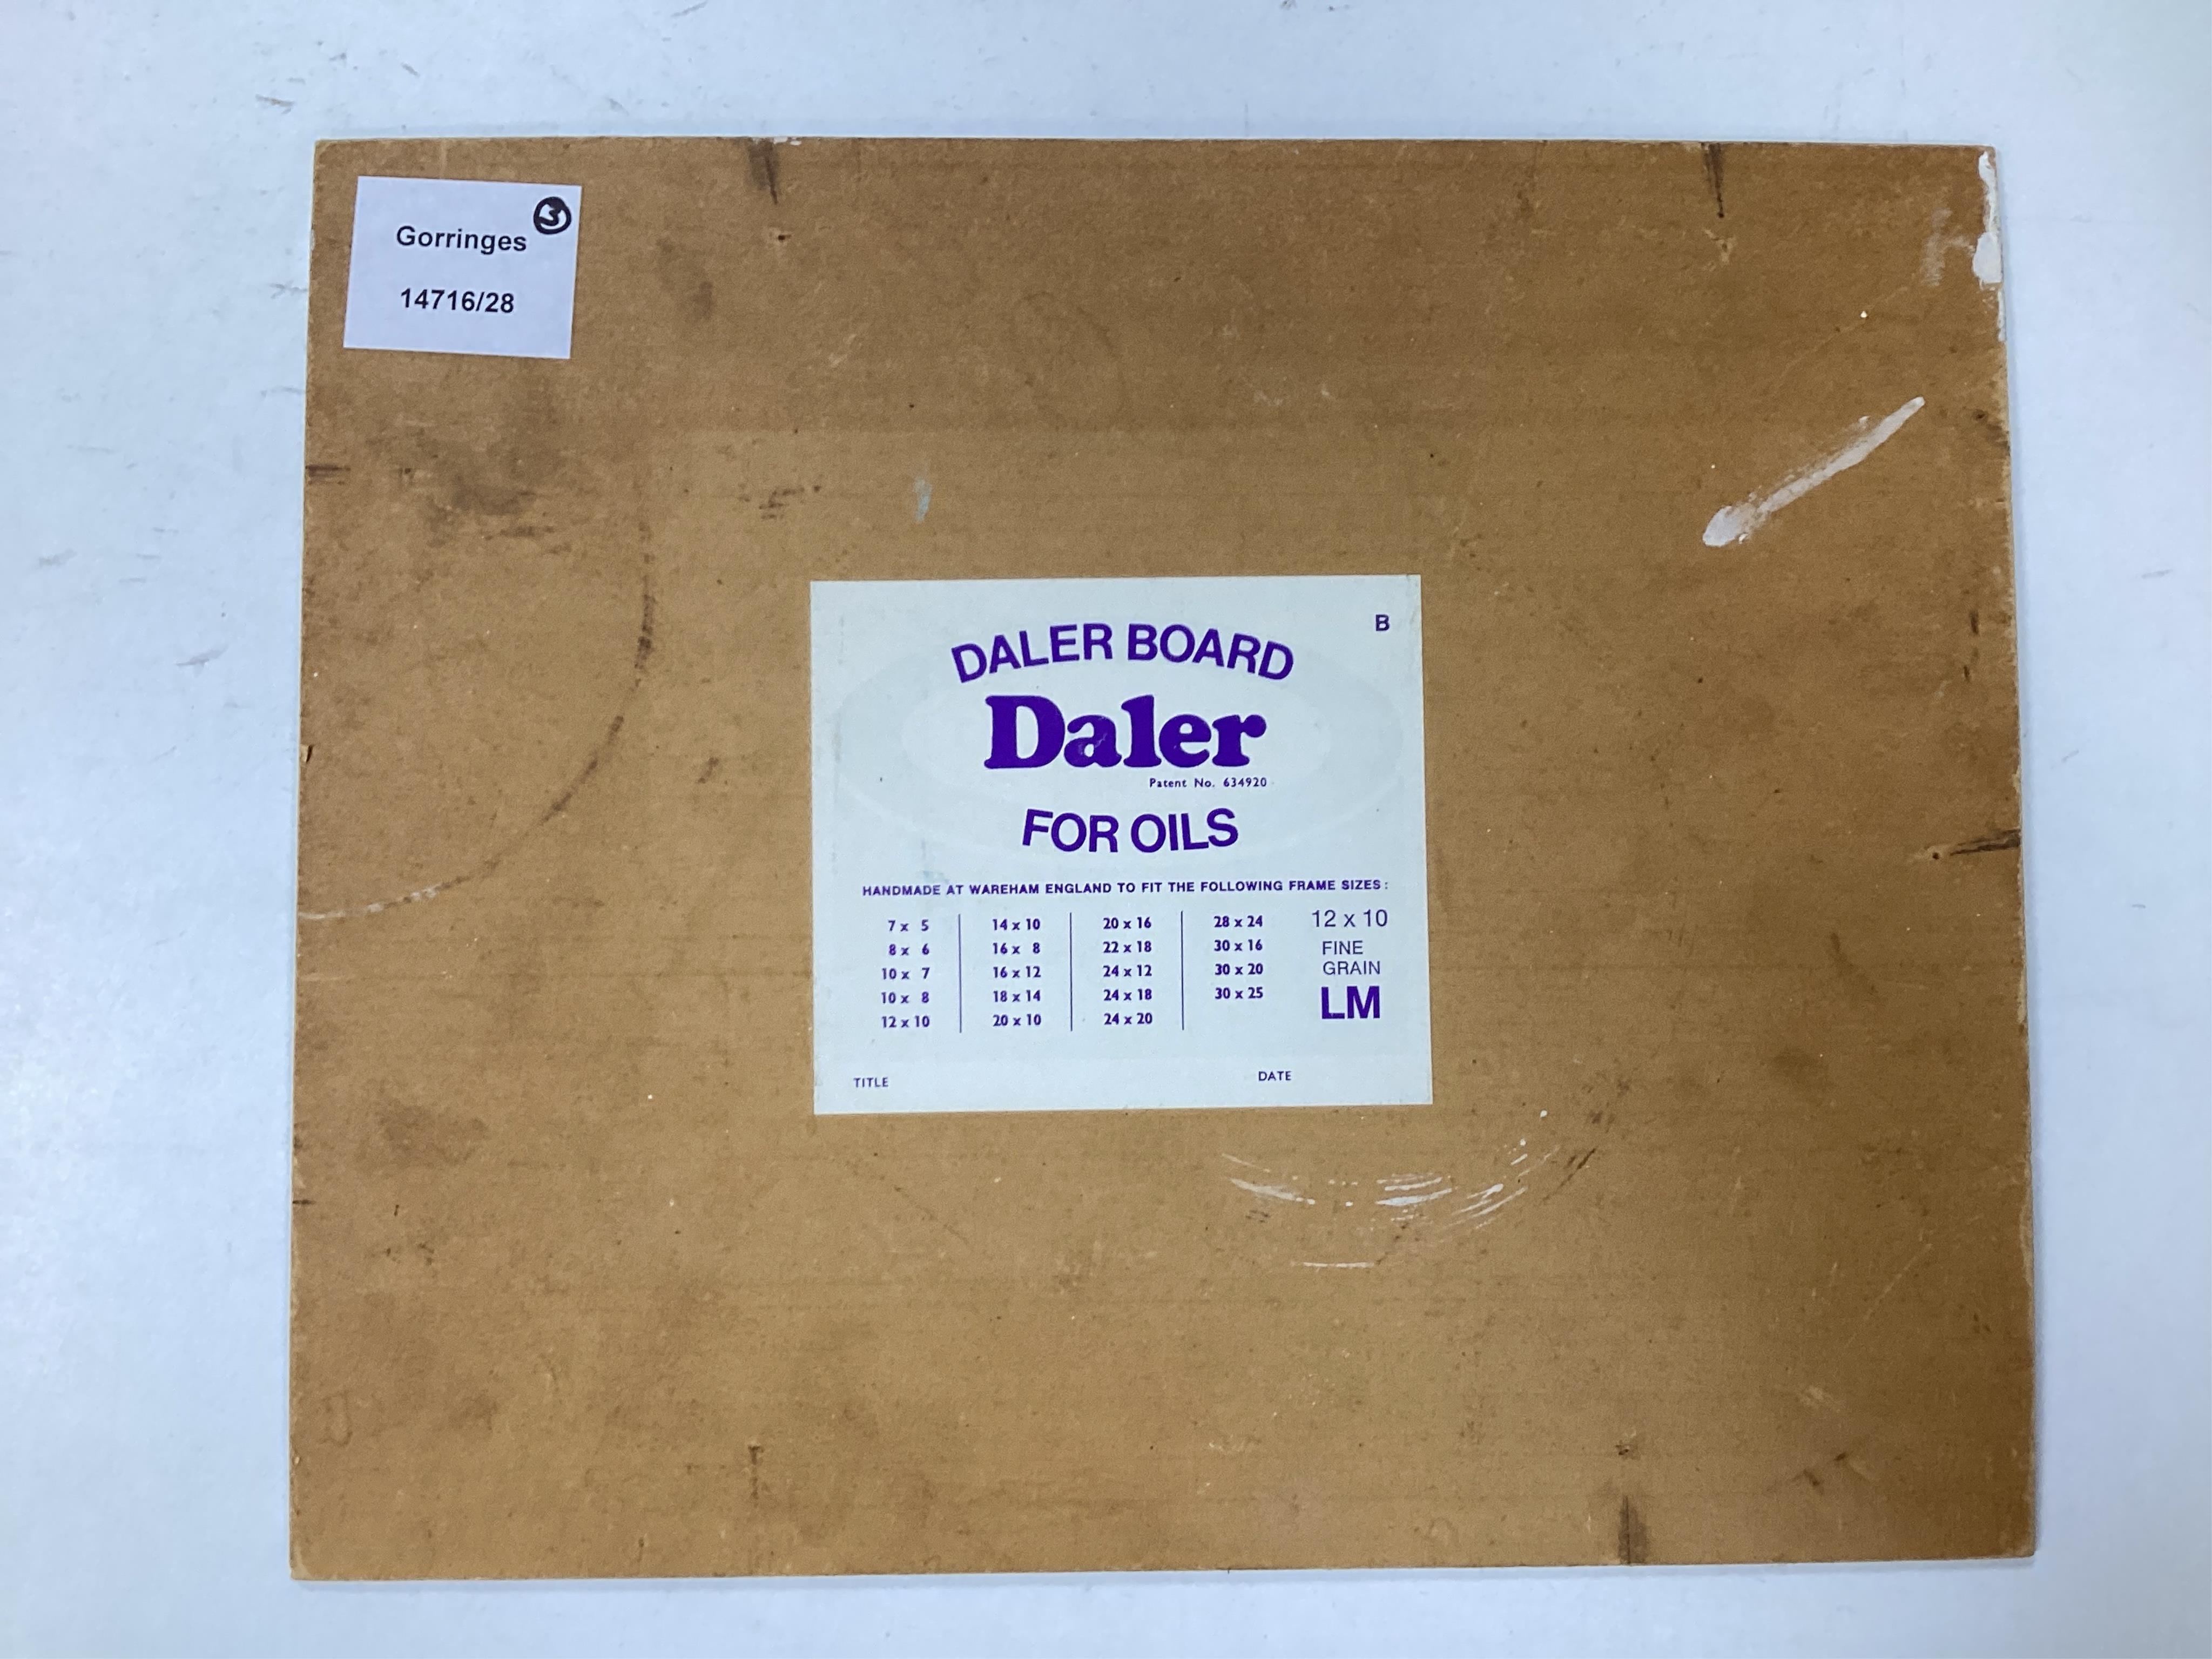 3
Gorringes
14716/28
B
DALER BOARD
Daler
Patent No. 634920
FOR OILS
HANDMADE AT WAREHAM ENGLAND TO FIT THE FOLLOWING FRAME SIZES:
7 x 5 14 x 10 20 x 16 28 x 24 12 x 10
8 x 6 16 x 8 22 x 18 30 x 16 FINE
10 x 7 16 x 12 24 x 12 30 x 20 GRAIN
10 x 8 18 x 14 24 x 18 30 x 25 LM
12 x 10 20 x 10 24 x 20
TITLE DATE